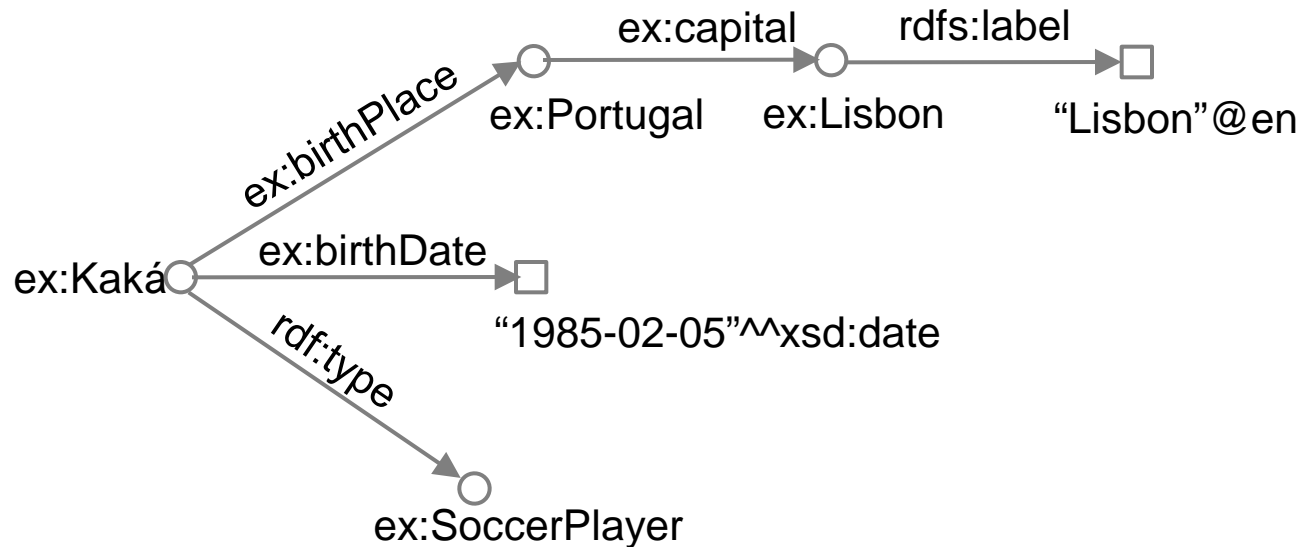 ex:capital
rdfs:label
ex:birthPlace
ex:Portugal
ex:Lisbon
“Lisbon”@en
ex:birthDate
ex:Kaká
“1985-02-05”^^xsd:date
rdf:type
ex:SoccerPlayer